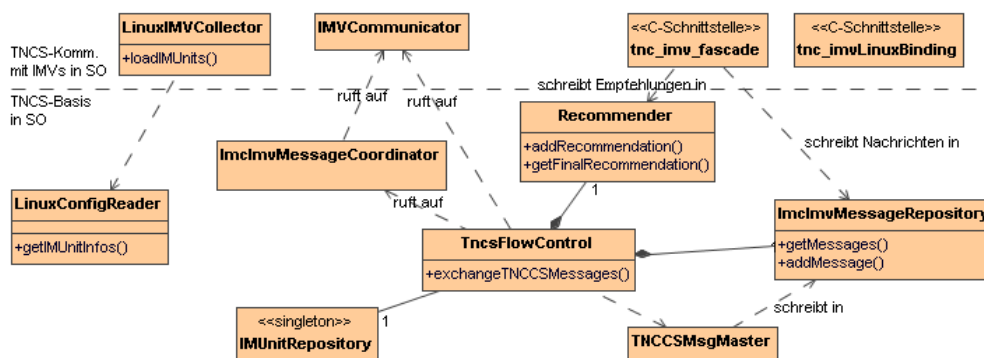 LinuxIMVCollector
+loadIMUnits()
IMVCommunicator
<<C-Schnittstelle>>
tnc_imv_fascade
<<C-Schnittstelle>>
tnc_imvLinuxBinding
TNCS-Komm.
mit IMVs in SO
TNCS-Basis
in SO
ruft auf
ruft auf
schreibt Empfehlungen in
Recommender
+addRecommendation()
+getFinalRecommendation()
1
schreibt Nachrichten in
ImcImvMessageCoordinator
ruft auf
LinuxConfigReader
+getIMUnitInfos()
TncsFlowControl
+exchangeTNCCSMessages()
ImcImvMessageRepository
+getMessages()
+addMessage()
<<singleton>>
IMUnitRepository
1
schreibt in
TNCCSMsgMaster